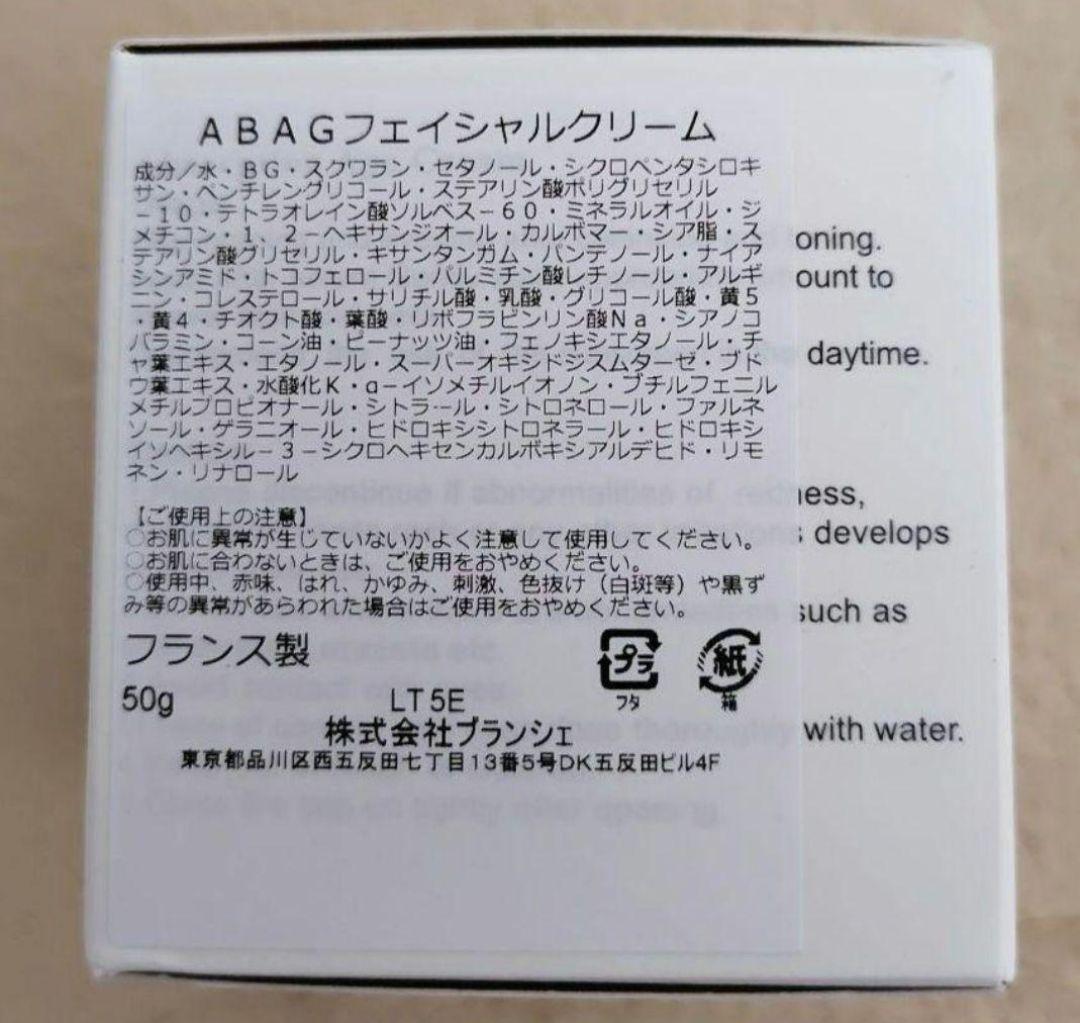 ABAGフェイシャルクリーム
成分/水・BG・スクワラン・セタノール・シクロペンタシロキ
サン・ペンチレングリコール・ステアリン酸ポリグリセリル
-10・テトラオレイン酸ソルベス-60・ミネラルオイル・ジ
メチコン・1、2-ヘキサンジオール・カルボマー・シア脂・ス
テアリン酸グリセリル・キサンタンガム・パンテノール・ナイア
シンアミド・トコフェロール・パルミチン酸レチノール・アルギ
ニン・コレステロール・サリチル酸・乳酸・グリコール酸・黄5
・黄4・チオクト酸・葉酸・リボフラビンリン酸Na・シアノコ
バラミン・コーン油・ピーナッツ油・フェノキシエタノール・チ
ャ葉エキス・エタノール・スーパーオキシドジスムターゼ・ブド
ウ葉エキス・水酸化K・α-イソメチルイオノン・ブチルフェニル
メチルプロピオナール・シトラール・シトロネロール・ファルネ
ソール・ゲラニオール・ヒドロキシシトロネラール・ヒドロキシ
イソヘキシル-3-シクロヘキセンカルボキシアルデヒド・リモ
ネン・リナロール
【ご使用上の注意】
○お肌に異常が生じていないかよく注意して使用してください。
○お肌に合わないときは、ご使用をおやめください。
○使用中、赤味、はれ、かゆみ、刺激、色抜け(白斑等)や黒ず
み等の異常があらわれた場合はご使用をおやめください。
フランス製
プラ
フタ
紙
箱
50g
LT5E
株式会社ブランシェ
東京都品川区西五反田七丁目13番5号DK五反田ビル4F
oning.
ount to
daytime.
ness,
develops
such as
with water.